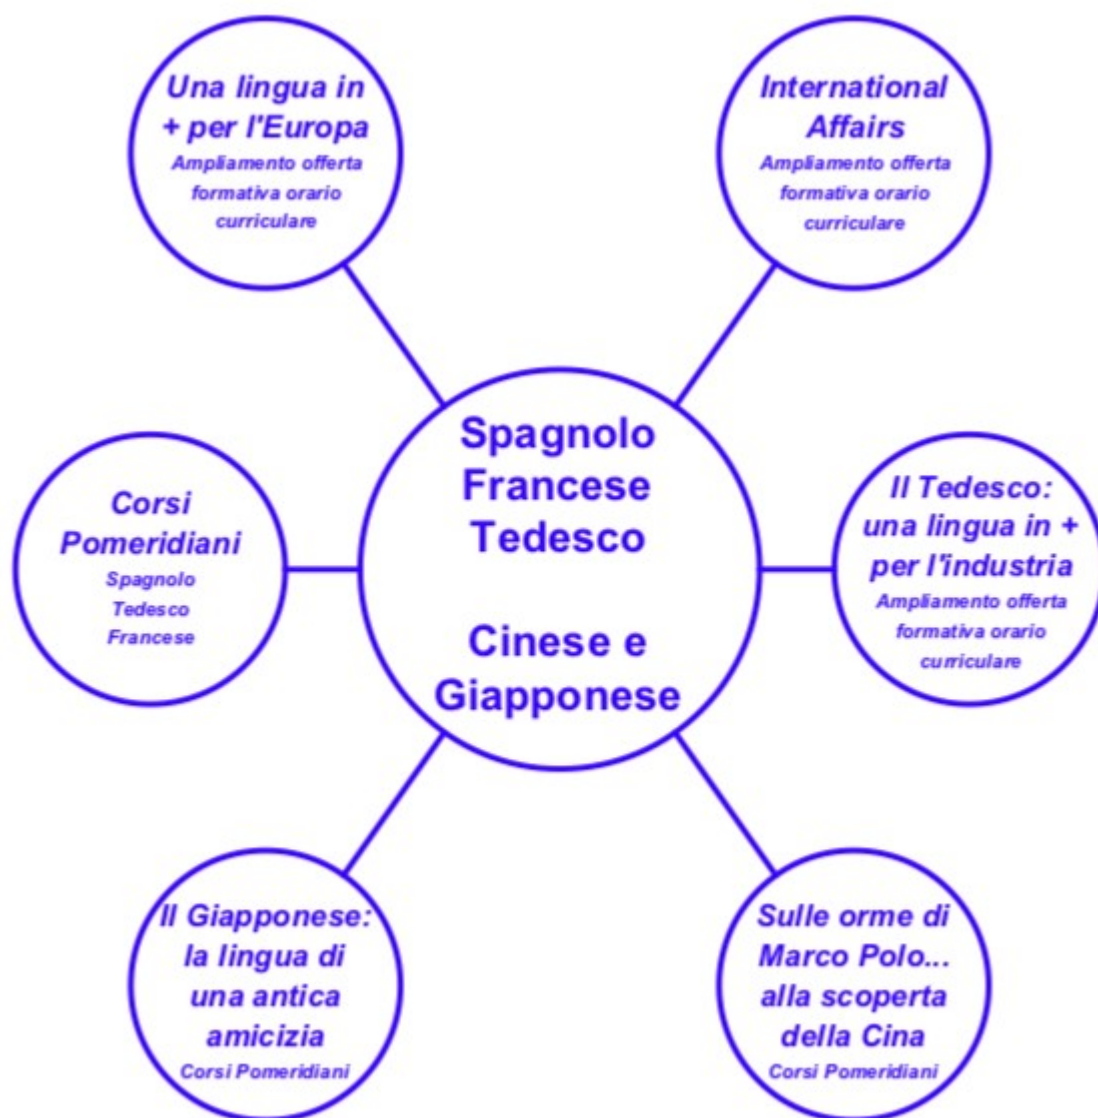 Una lingua in
+ per l'Europa
Ampliamento offerta
formativa orario
curriculare
International
Affairs
Ampliamento offerta
formativa orario
curriculare
Spagnolo
Francese
Tedesco
Cinese e
Giapponese
Corsi
Pomeridiani
Spagnolo
Tedesco
Francese
Il Tedesco:
una lingua in +
per l'industria
Ampliamento offerta
formativa orario
curriculare
Il Giapponese:
la lingua di
una antica
amicizia
Corsi Pomeridiani
Sulle orme di
Marco Polo...
alla scoperta
della Cina
Corsi Pomeridiani